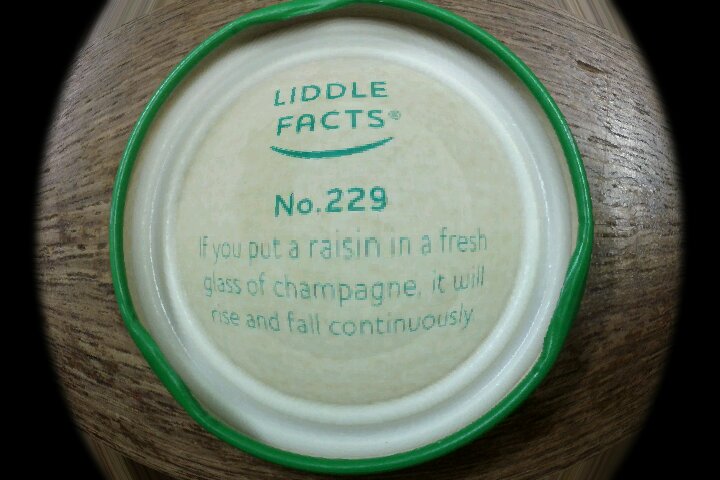 LIDDLE
FACTS®
No.229
If you put a raisin in a fresh
glass of champagne, it will
rise and fall continuously.